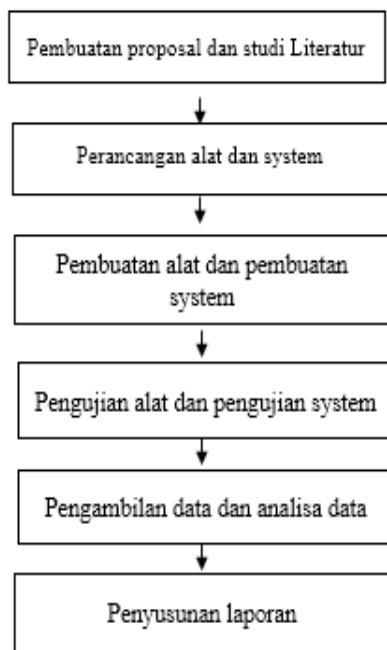 Pembuatan proposal dan studi Literatur
Perancangan alat dan system
Pembuatan alat dan pembuatan
system
Pengujian alat dan pengujian system
Pengambilan data dan analisa data
Penyusunan laporan